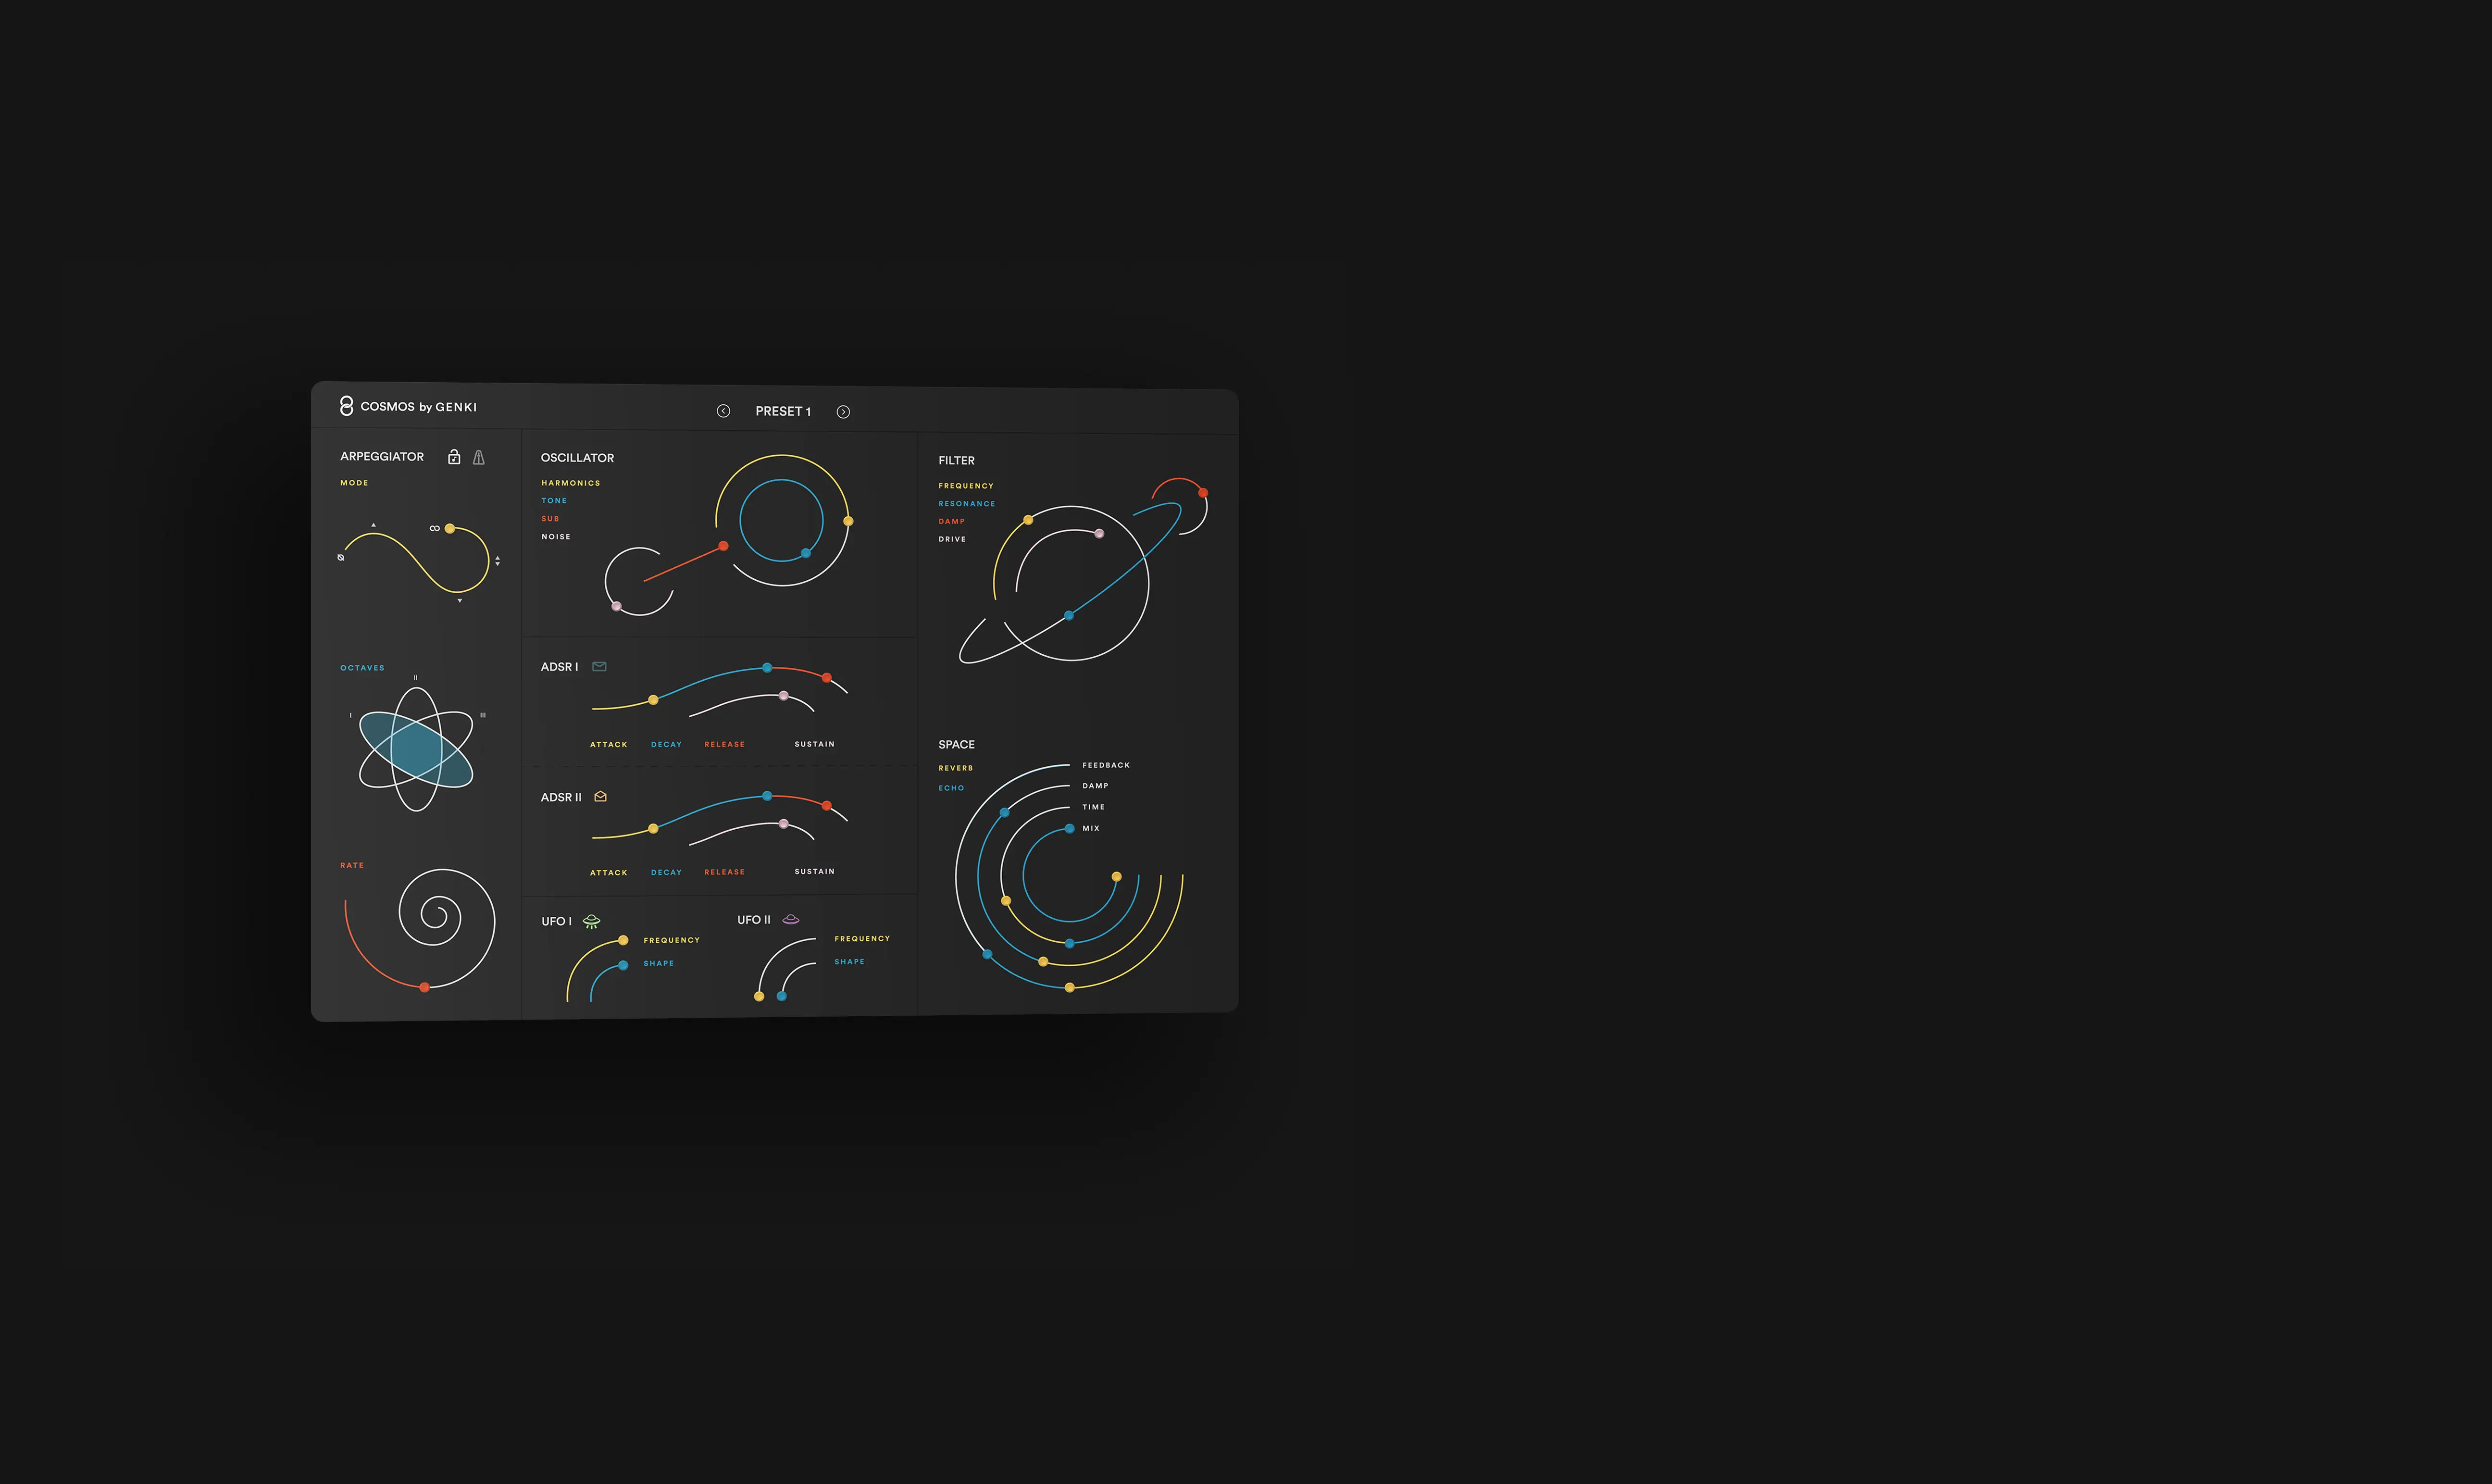 COSMOS by GENKI
PRESET 1
ARPEGGIATOR
MODE
∞
OCTAVES
II
I
III
RATE
OSCILLATOR
HARMONICS
TONE
SUB
NOISE
ADSR I
ATTACK DECAY RELEASE SUSTAIN
ADSR II
ATTACK DECAY RELEASE SUSTAIN
UFO I
FREQUENCY
SHAPE
UFO II
FREQUENCY
SHAPE
FILTER
FREQUENCY
RESONANCE
DAMP
DRIVE
SPACE
REVERB
ECHO
FEEDBACK
DAMP
TIME
MIX